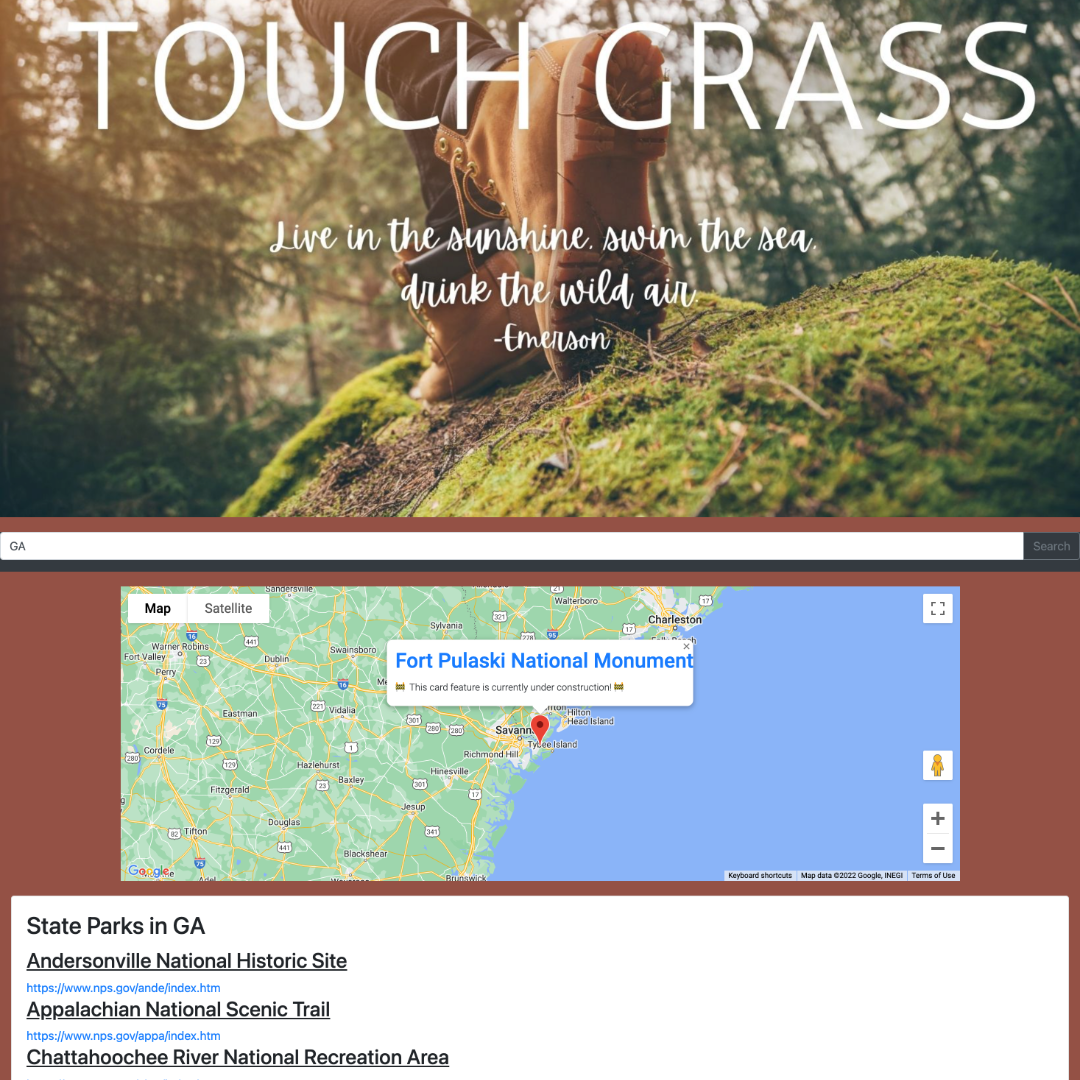 TOUCH GRASS
Live in the sunshine, swim the sea,
drink the wild air.
-Emerson
GA
Search
Map
Satellite
Sandersville
Walterboro
Charleston
Sylvania
Swainsboro
Warner Robins
Fort Valley
Perry
Dublin
Fort Pulaski National Monument
🚧 This card feature is currently under construction! 🚧
Eastman
Vidalia
Hilton
Head Island
Tybee Island
Richmond Hill
Cordele
Hazlehurst
Baxley
Hinesville
Fitzgerald
Jesup
Douglas
Tifton
Blackshear
Brunswick
Google
Keyboard shortcuts
Map data ©2022 Google, INEGI
Terms of Use
State Parks in GA
Andersonville National Historic Site
https://www.nps.gov/ande/index.htm
Appalachian National Scenic Trail
https://www.nps.gov/appa/index.htm
Chattahoochee River National Recreation Area